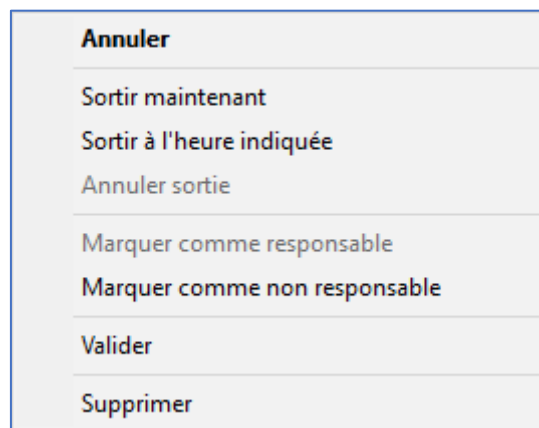 Annuler
Sortir maintenant
Sortir à l'heure indiquée
Annuler sortie
Marquer comme responsable
Marquer comme non responsable
Valider
Supprimer